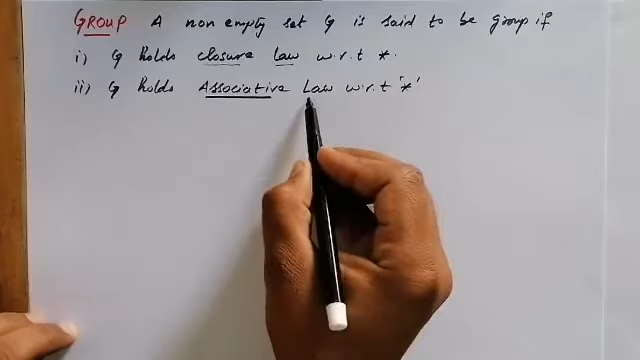 GROUP A non empty set G is said to be group if
i) G holds closure law w.r.t *.
ii) G holds Associative Law w.r.t '*'